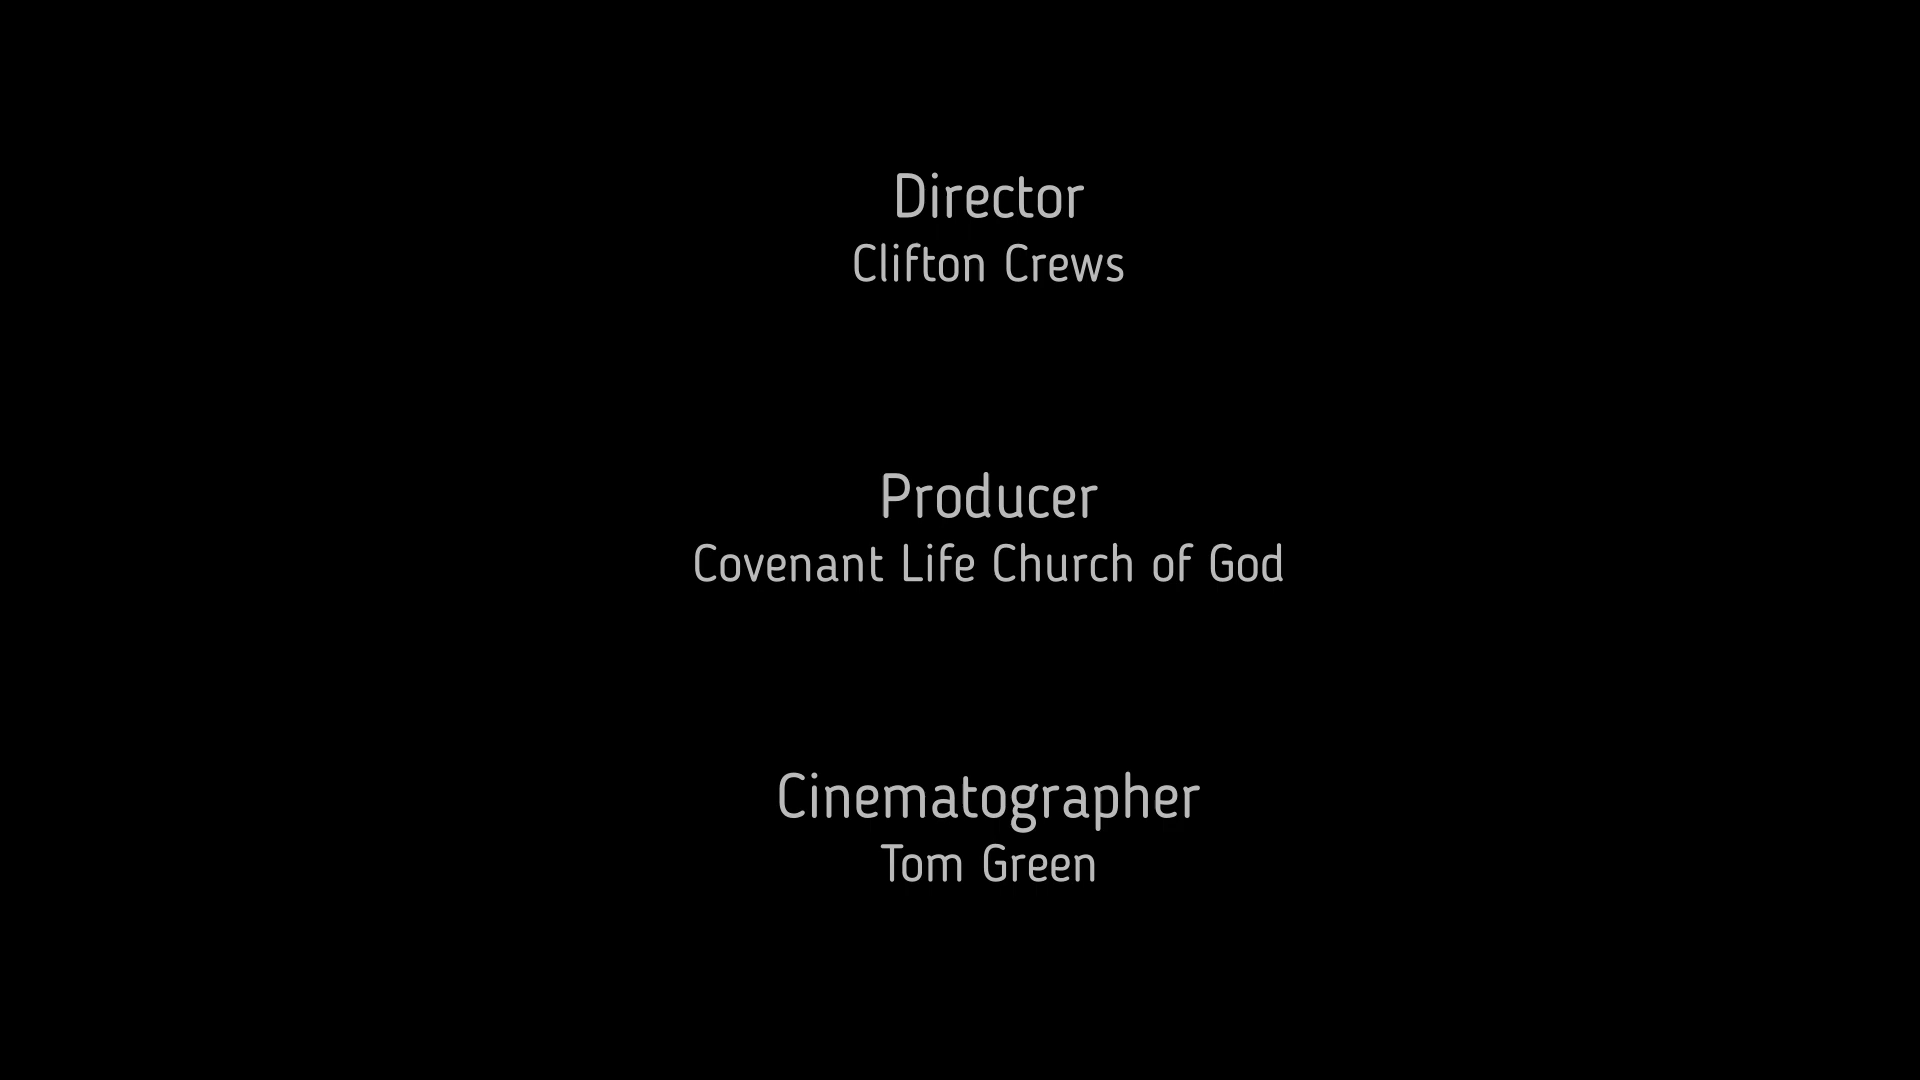 Director
Clifton Crews
Producer
Covenant Life Church of God
Cinematographer
Tom Green